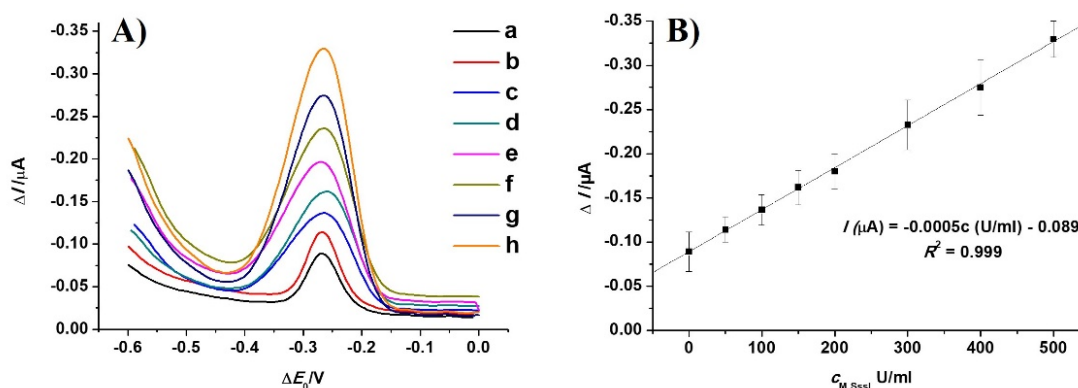 A)
-0.35
-0.30
-0.25
-0.20
-0.15
-0.10
-0.05
0.00
ΔI /μA
-0.6 -0.5 -0.4 -0.3 -0.2 -0.1 0.0
ΔE₀/V
a
b
c
d
e
f
g
h
B)
-0.35
-0.30
-0.25
-0.20
-0.15
-0.10
-0.05
0.00
Δ I /μA
I (μA) = -0.0005c (U/ml) - 0.089
R² = 0.999
0 100 200 300 400 500
c M.SssI U/ml